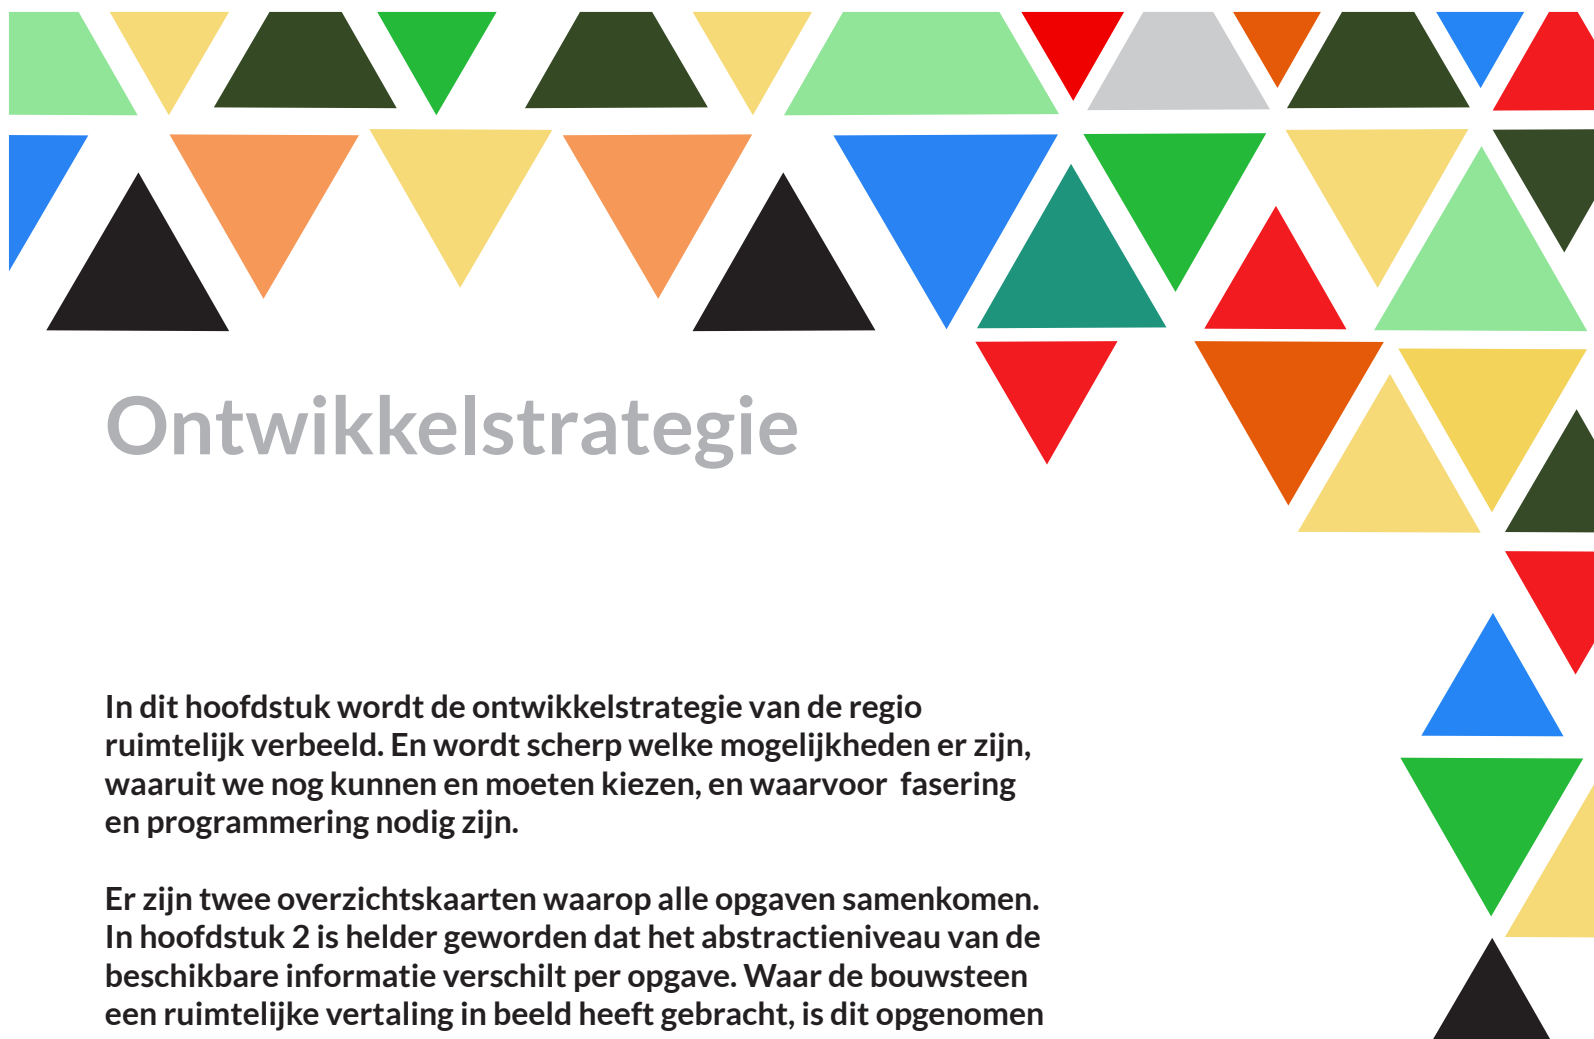 Ontwikkelstrategie
In dit hoofdstuk wordt de ontwikkelstrategie van de regio
ruimtelijk verbeeld. En wordt scherp welke mogelijkheden er zijn,
waaruit we nog kunnen en moeten kiezen, en waarvoor  fasering
en programmering nodig zijn.
Er zijn twee overzichtskaarten waarop alle opgaven samenkomen.
In hoofdstuk 2 is helder geworden dat het abstractieniveau van de
beschikbare informatie verschilt per opgave. Waar de bouwsteen
een ruimtelijke vertaling in beeld heeft gebracht, is dit opgenomen